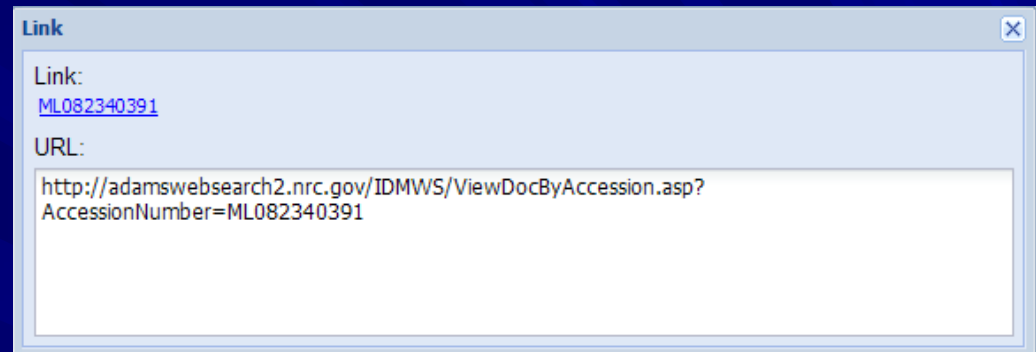 Link
Link:
ML082340391
URL:
http://adamswebsearch2.nrc.gov/IDMWS/ViewDocByAccession.asp?
AccessionNumber=ML082340391